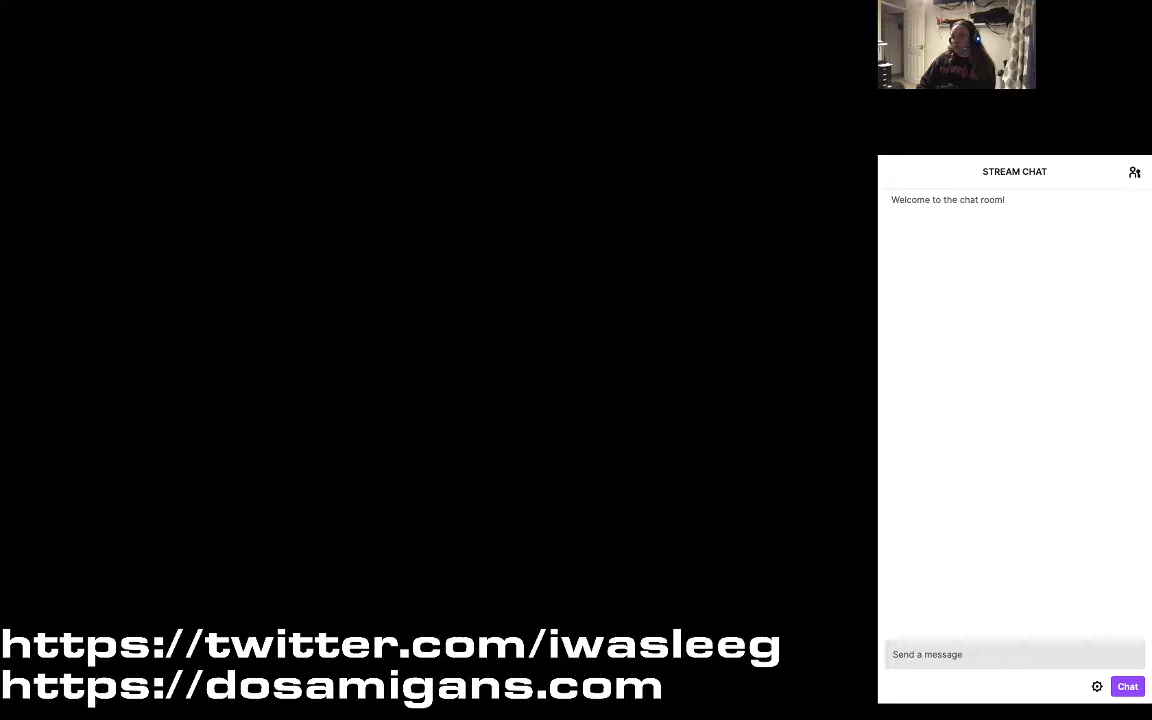 STREAM CHAT
Welcome to the chat room!
Send a message
Chat
https://twitter.com/iwasleeg
https://dosamigans.com